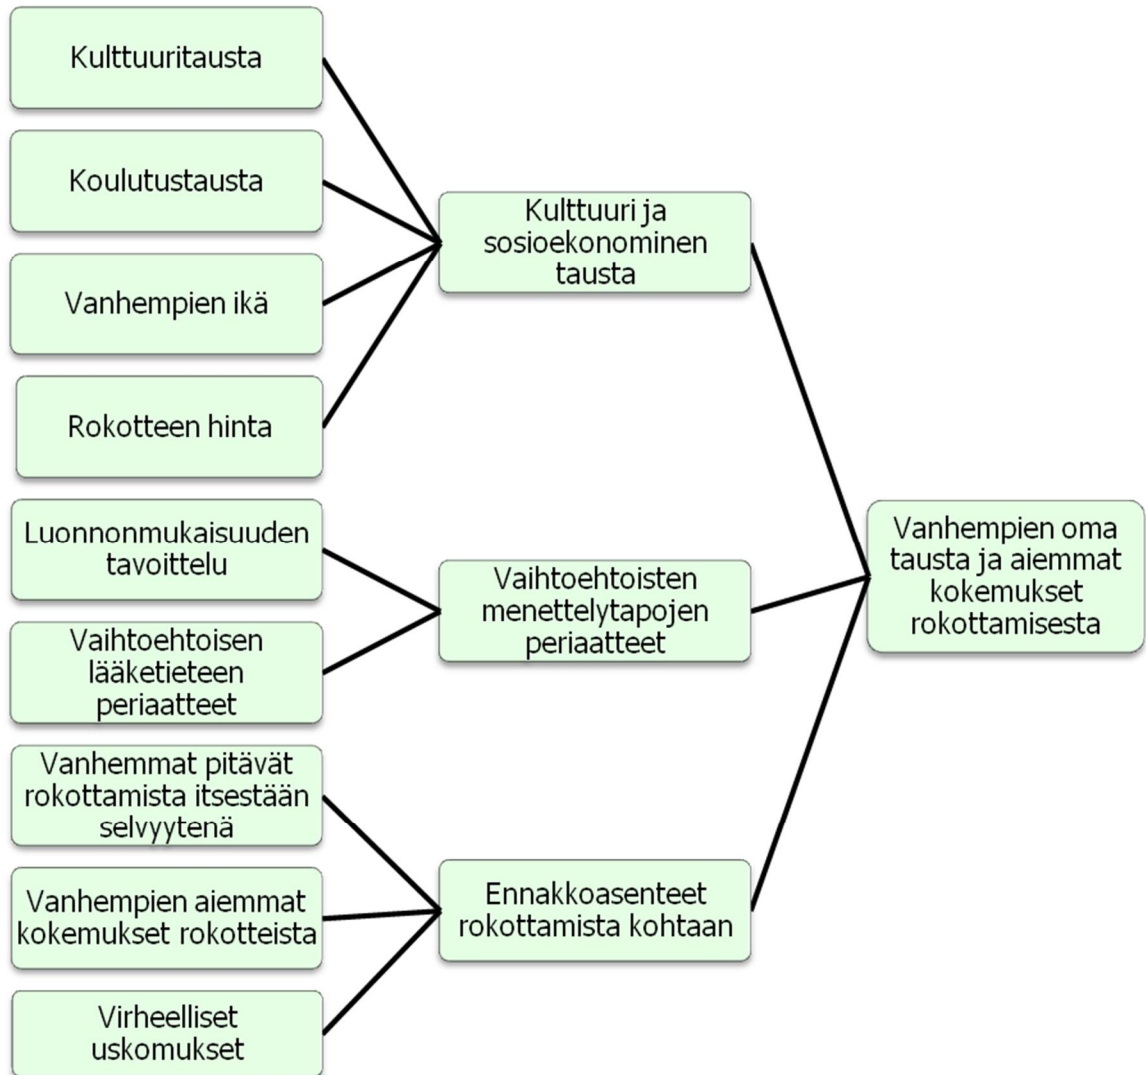 Kulttuuritausta
Koulutustausta
Vanhempien ikä
Rokotteen hinta
Luonnonmukaisuuden
tavoittelu
Vaihtoehtoisen
lääketieteen
periaatteet
Vanhemmat pitävät
rokottamista itsestään
selvyytenä
Vanhempien aiemmat
kokemukset rokotteista
Virheelliset
uskomukset
Kulttuuri ja
sosioekonominen
tausta
Vaihtoehtoisten
menettelytapojen
periaatteet
Ennakkoasenteet
rokottamista kohtaan
Vanhempien oma
tausta ja aiemmat
kokemukset
rokottamisesta